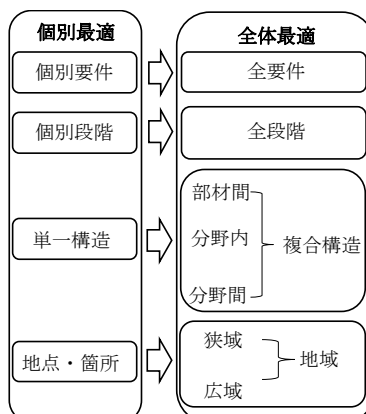 個別最適
全体最適
個別要件
全要件
個別段階
全段階
単一構造
部材間
分野内
分野間
複合構造
地点・箇所
狭域
広域
地域